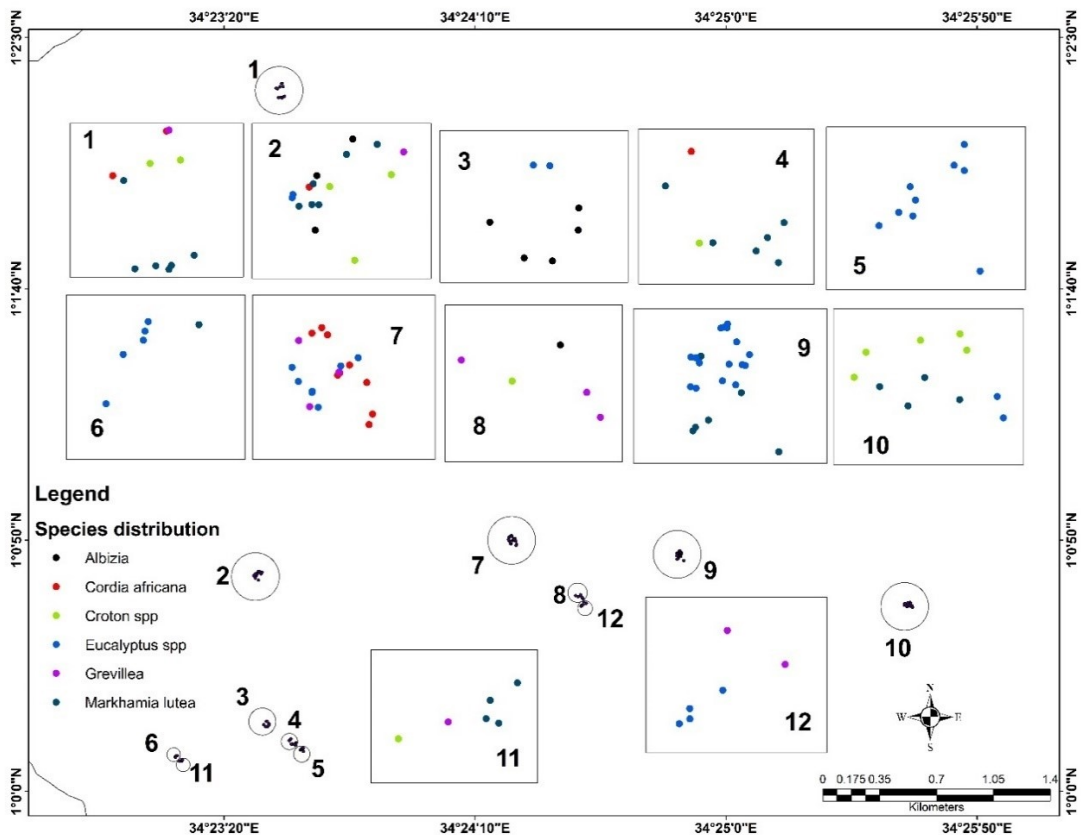 34°23'20"E 34°24'10"E 34°25'0"E 34°25'50"E
1°2'30"N 1°2'30"N
1
1 2 3 4 5
1°1'40"N 1°1'40"N
6 7 8 9 10
Legend
Species distribution
Albizia
Cordia africana
Croton spp
Eucalyptus spp
Grevillea
Markhamia lutea
1°0'50"N 1°0'50"N
2 7 8 12 9 10
3 4 5 6 11
11 12
N
W E
S
0 0.175 0.35 0.7 1.05 1.4
Kilometers
1°0'0"N 1°0'0"N
34°23'20"E 34°24'10"E 34°25'0"E 34°25'50"E